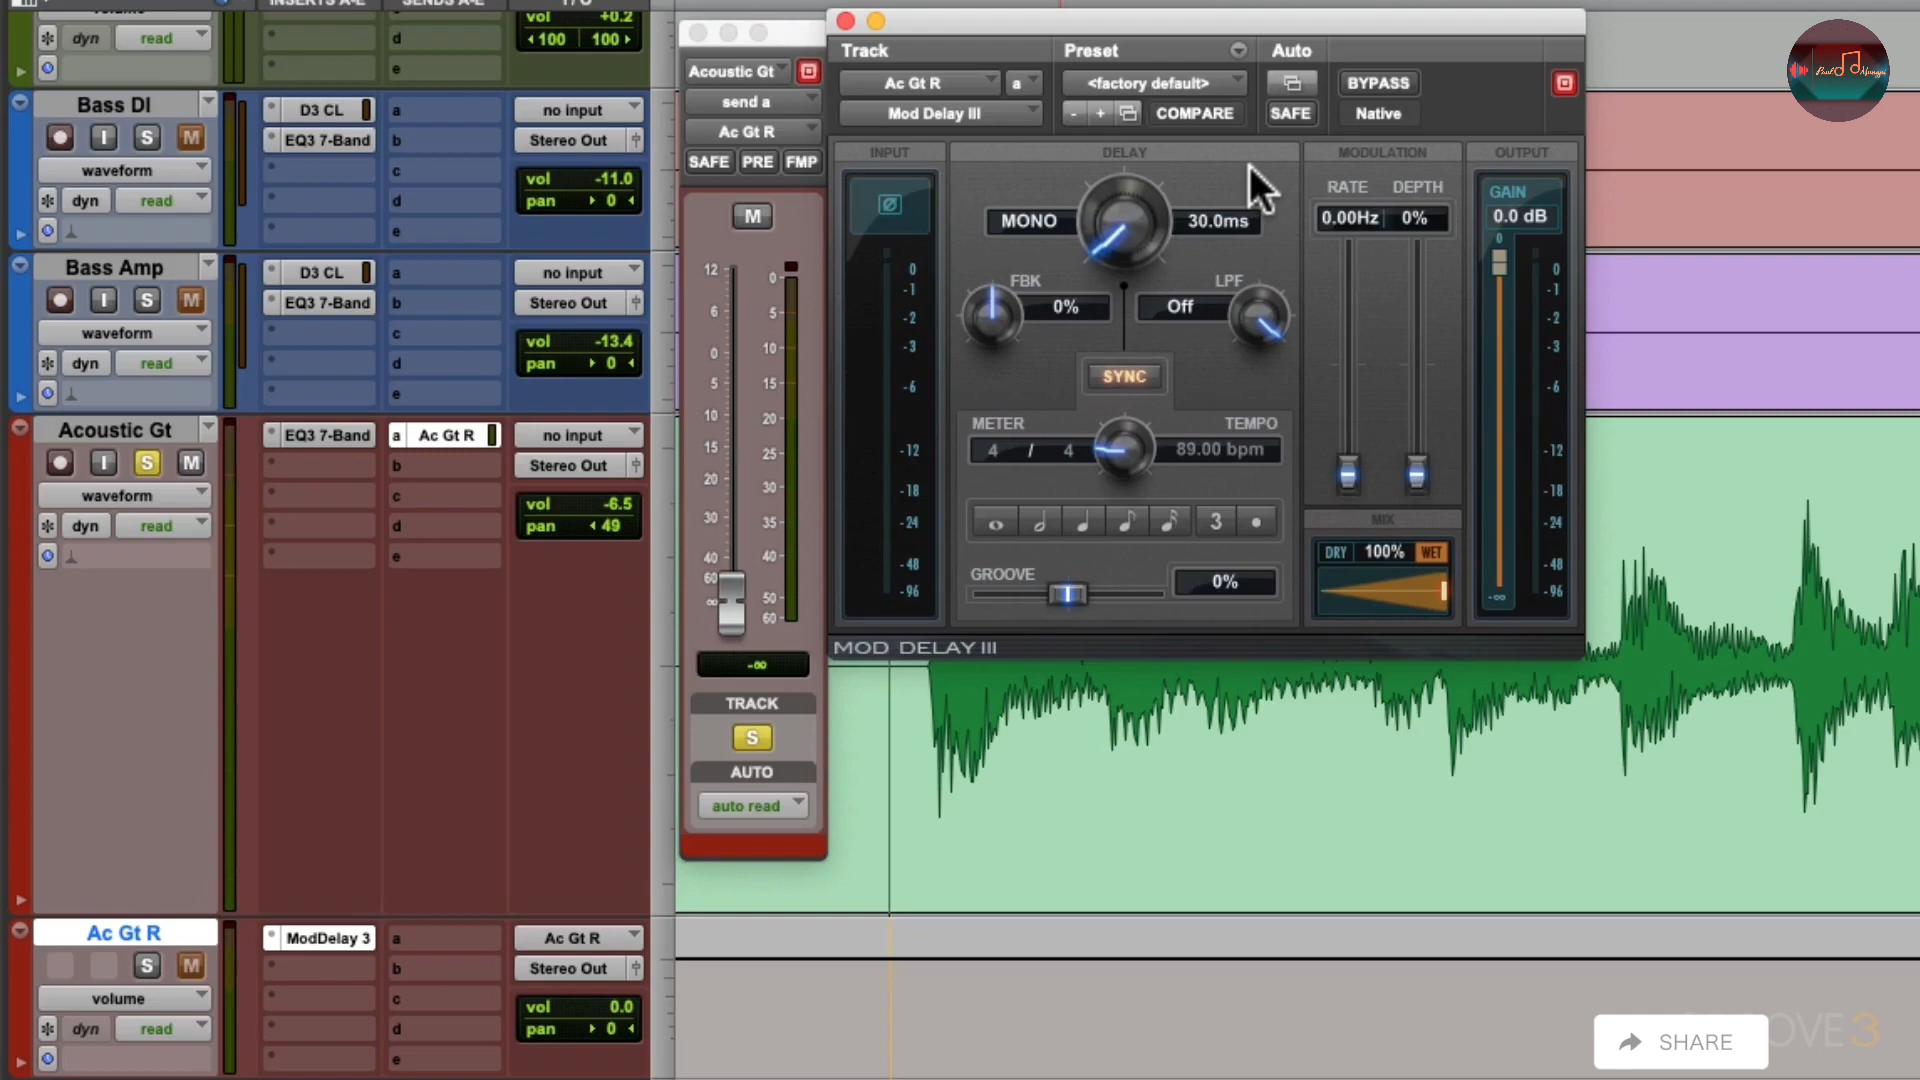 INSERTS A-E SENDS A-E I / O
vol +0.2
dyn read d 100 100
e
Bass DI D3 CL a no input
I S M EQ3 7-Band b Stereo Out
waveform c vol -11.0
dyn read d pan 0
e
Bass Amp D3 CL a no input
I S M EQ3 7-Band b Stereo Out
waveform c vol -13.4
dyn read d pan 0
e
Acoustic Gt EQ3 7-Band a Ac Gt R no input
I S M b Stereo Out
waveform c vol -6.5
dyn read d pan 49
e
Ac Gt R ModDelay 3 a Ac Gt R
S M b Stereo Out
volume c vol 0.0
dyn read d pan 0
e
Acoustic Gt
send a
Ac Gt R
SAFE PRE FMP
M
12 0
6 5
0 10
5 15
10 20
15 25
20 30
30 35
40 40
60 50
∞ 60
-∞
TRACK
S
AUTO
auto read
Track Preset Auto
Ac Gt R a <factory default> BYPASS
Mod Delay III - + COMPARE SAFE Native
INPUT DELAY MODULATION OUTPUT
Ø
0
-1
-2
-3
-6
-12
-18
-24
-48
-96
MONO 30.0ms
FBK 0% LPF Off
SYNC
METER TEMPO
4 / 4 89.00 bpm
3
GROOVE 0%
RATE DEPTH
0.00Hz 0%
MIX
DRY 100% WET
GAIN
0.0 dB
0
-∞
0
-1
-2
-3
-6
-12
-18
-24
-48
-96
MOD DELAY III
SHARE
OVE3